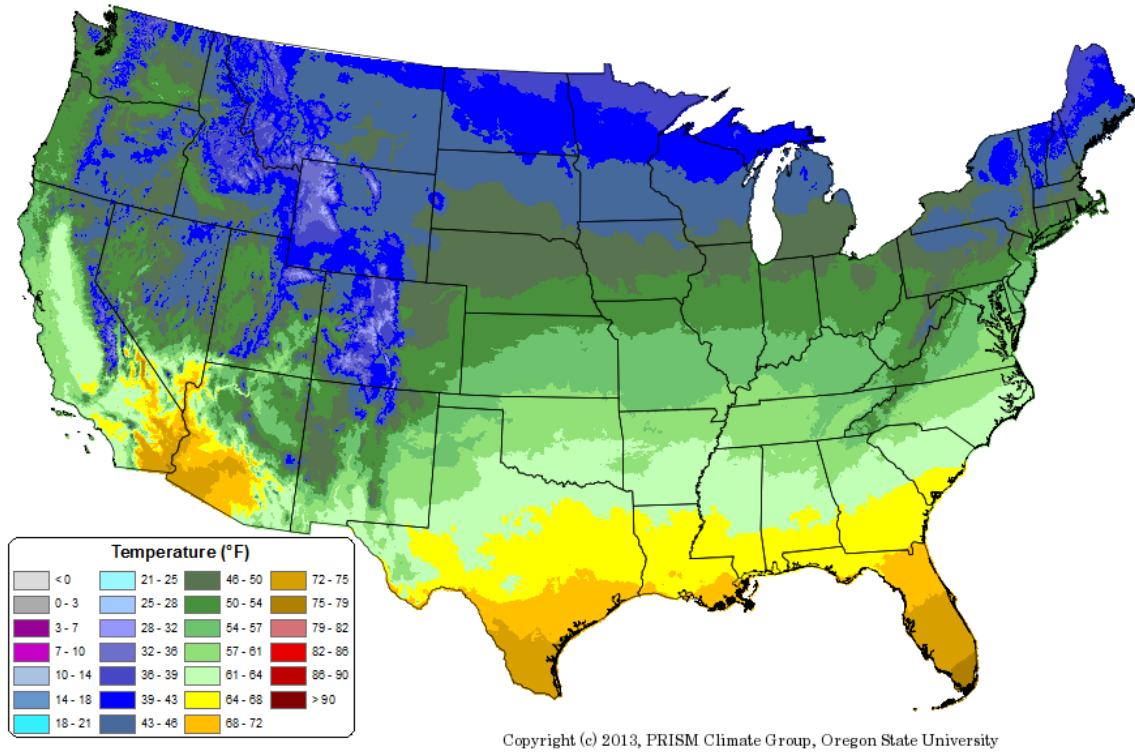 Temperature (°F)
< 0
21 - 25
46 - 50
72 - 75
0 - 3
25 - 28
50 - 54
75 - 79
3 - 7
28 - 32
54 - 57
79 - 82
7 - 10
32 - 36
57 - 61
82 - 86
10 - 14
36 - 39
61 - 64
86 - 90
14 - 18
39 - 43
64 - 68
> 90
18 - 21
43 - 46
68 - 72
Copyright (c) 2013, PRISM Climate Group, Oregon State University